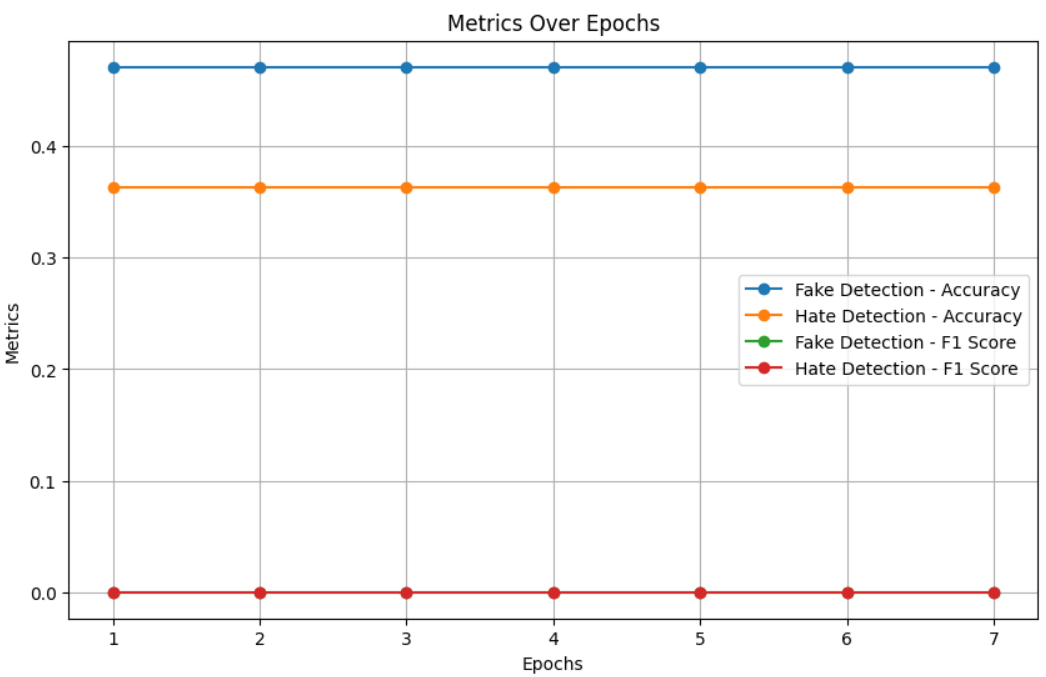 Metrics Over Epochs
Metrics
0.4
0.3
0.2
0.1
0.0
Fake Detection - Accuracy
Hate Detection - Accuracy
Fake Detection - F1 Score
Hate Detection - F1 Score
1 2 3 4 5 6 7
Epochs